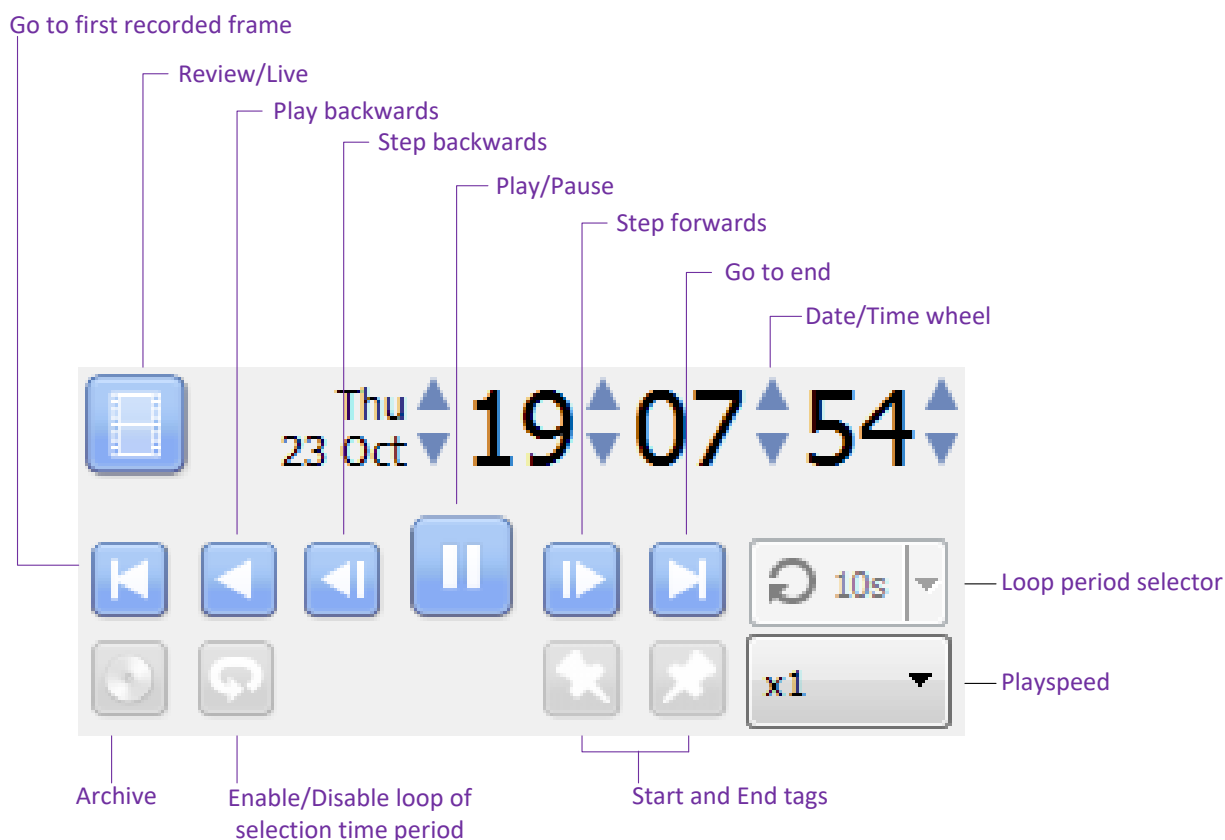 Go to first recorded frame
Review/Live
Play backwards
Step backwards
Play/Pause
Step forwards
Go to end
Date/Time wheel
Thu
23 Oct
19 07 54
10s
Loop period selector
x1
Playspeed
Archive
Enable/Disable loop of
selection time period
Start and End tags